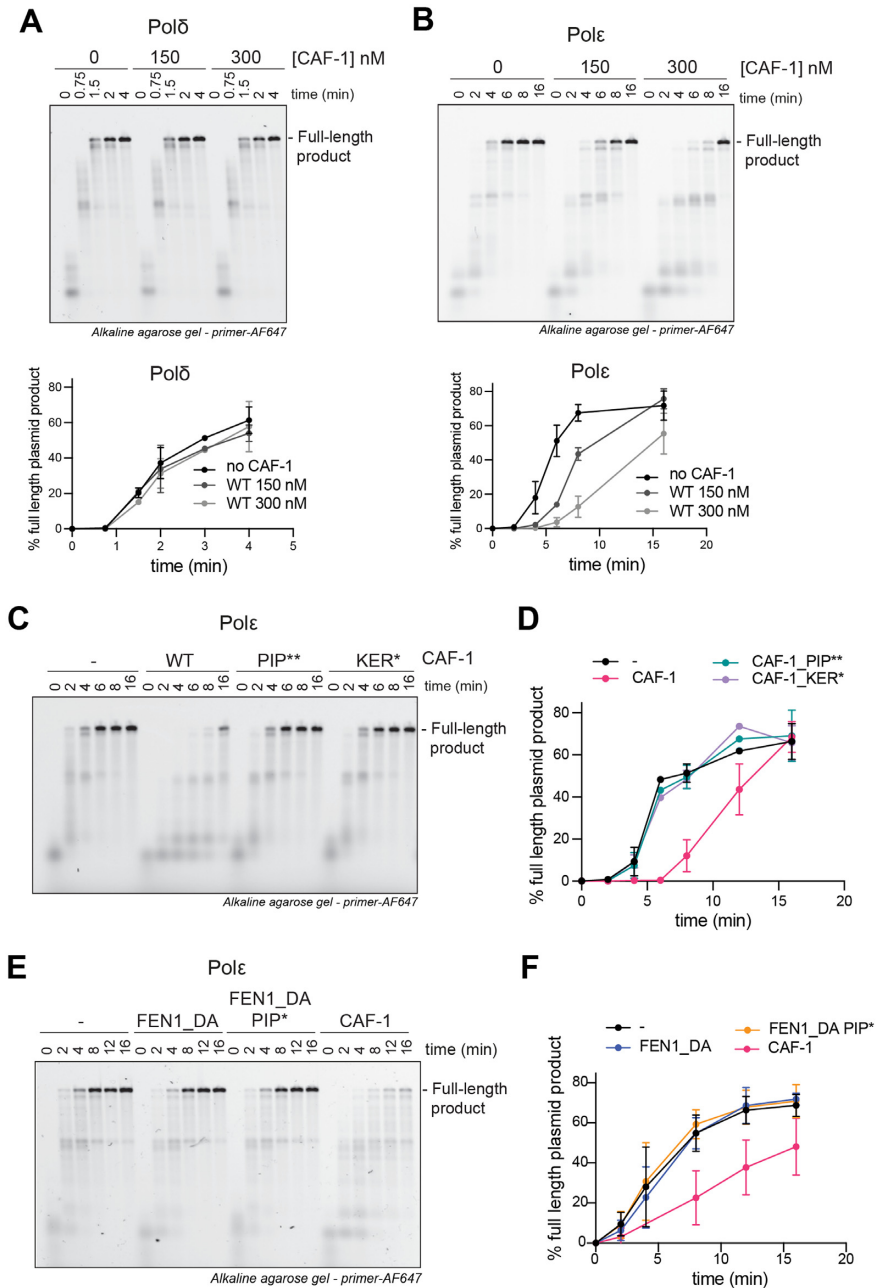 A
Polδ
0 150 300 [CAF-1] nM
0 0.75 1.5 2 4 0 0.75 1.5 2 4 0 0.75 1.5 2 4 time (min)
- Full-length
product
Alkaline agarose gel - primer-AF647
Polδ
% full length plasmid product
80
60
40
20
0
no CAF-1
WT 150 nM
WT 300 nM
0 1 2 3 4 5
time (min)
B
Polε
0 150 300 [CAF-1] nM
0 2 4 6 8 16 0 2 4 6 8 16 0 2 4 6 8 16 time (min)
- Full-length
product
Alkaline agarose gel - primer-AF647
Polε
% full length plasmid product
80
60
40
20
0
no CAF-1
WT 150 nM
WT 300 nM
0 5 10 15 20
time (min)
C
Polε
- WT PIP** KER* CAF-1
0 2 4 6 8 16 0 2 4 6 8 16 0 2 4 6 8 16 0 2 4 6 8 16 time (min)
- Full-length
product
Alkaline agarose gel - primer-AF647
D
- CAF-1_PIP**
CAF-1 CAF-1_KER*
% full length plasmid product
80
60
40
20
0
0 5 10 15 20
time (min)
E
Polε
FEN1_DA
- FEN1_DA PIP* CAF-1
0 2 4 8 12 16 0 2 4 8 12 16 0 2 4 8 12 16 0 2 4 8 12 16 time (min)
- Full-length
product
Alkaline agarose gel - primer-AF647
F
- FEN1_DA PIP*
FEN1_DA CAF-1
% full length plasmid product
80
60
40
20
0
0 5 10 15 20
time (min)